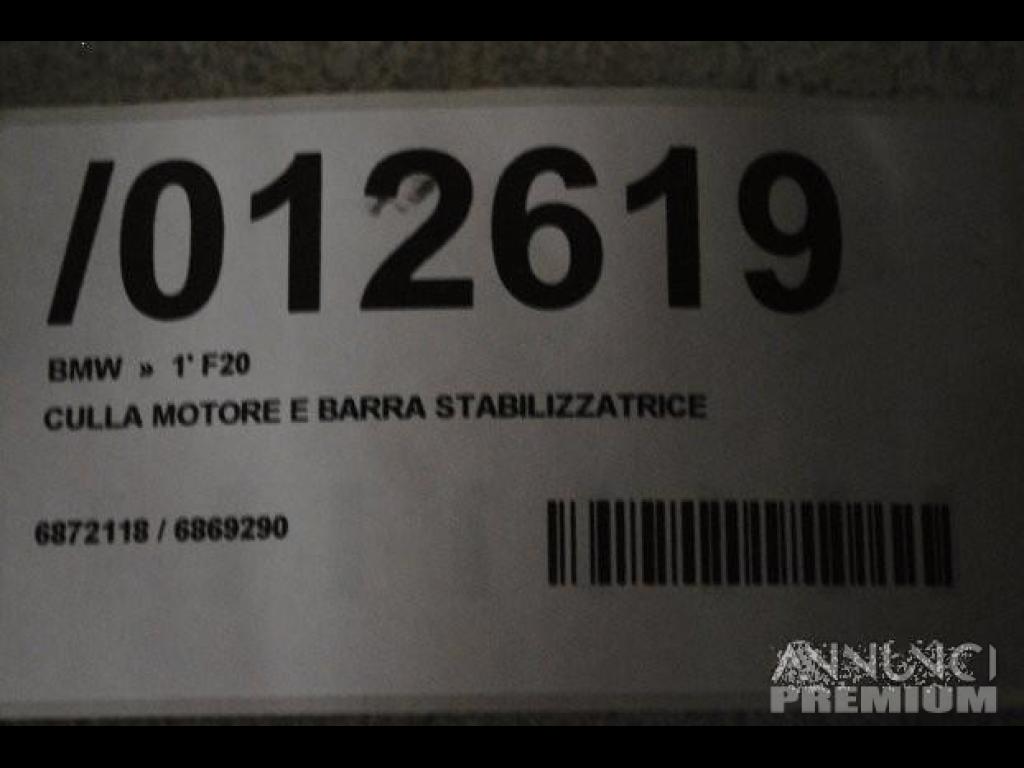 /012619
BMW » 1' F20
CULLA MOTORE E BARRA STABILIZZATRICE
6872118 / 6869290
ANNUNCI
PREMIUM